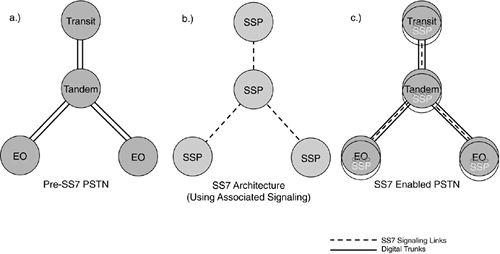 a.)
Transit
Tandem
EO
EO
Pre-SS7 PSTN
b.)
SSP
SSP
SSP
SSP
SS7 Architecture
(Using Associated Signaling)
c.)
Transit
SSP
Tandem
SSP
EO
SSP
EO
SSP
SS7 Enabled PSTN
SS7 Signaling Links
Digital Trunks